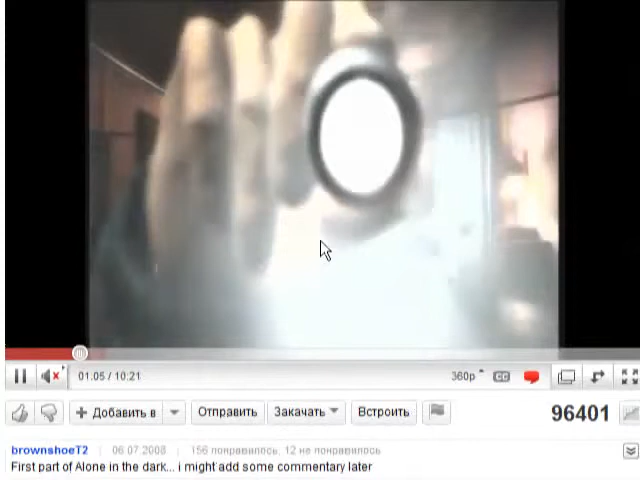 01:05 / 10:21
360p
CC
+ Добавить в
Отправить
Закачать
Встроить
96401
brownshoeT2 | 06.07.2008 | 156 понравилось, 12 не понравилось
First part of Alone in the dark... i might add some commentary later